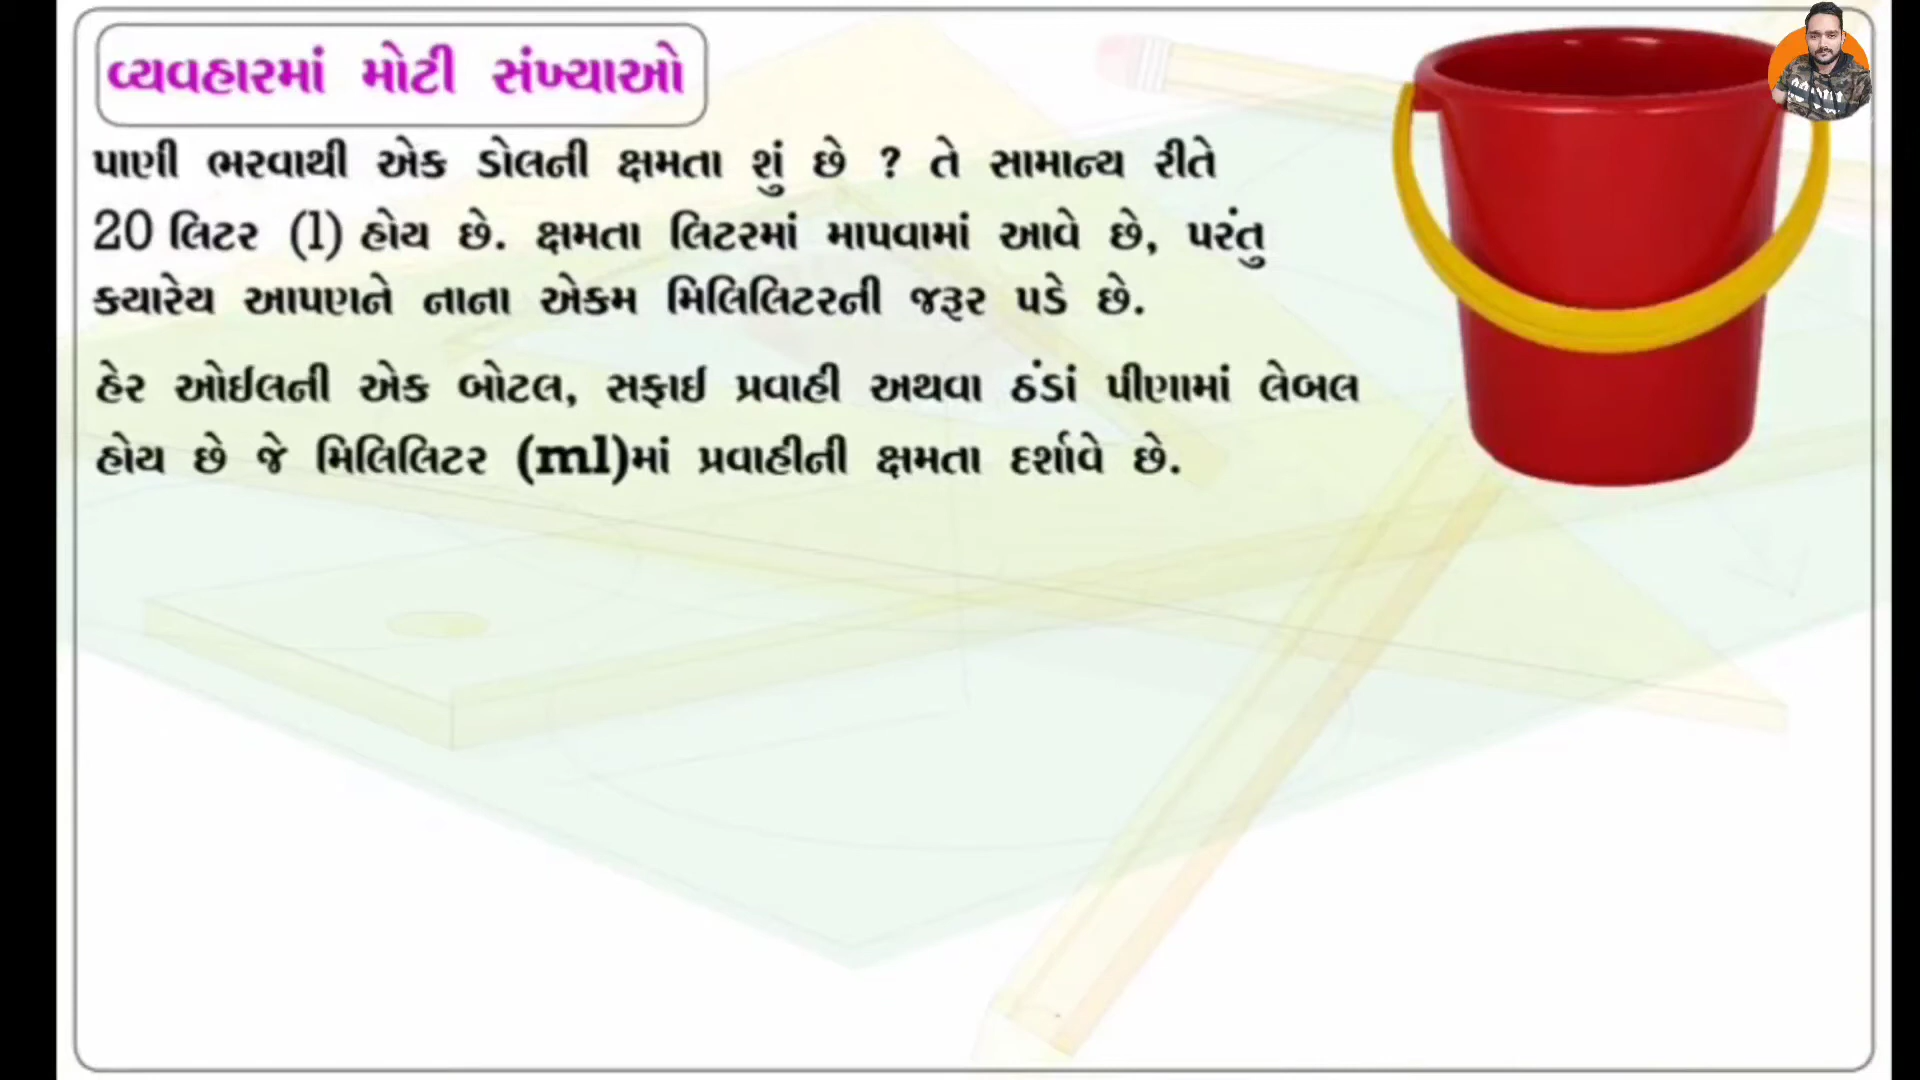 વ્યવહારમાં મોટી સંખ્યાઓ
પાણી ભરવાથી એક ડોલની ક્ષમતા શું છે ? તે સામાન્ય રીતે
20 લિટર (l) હોય છે. ક્ષમતા લિટરમાં માપવામાં આવે છે, પરંતુ
ક્યારેય આપણને નાના એકમ મિલિલિટરની જરૂર પડે છે.
હેર ઓઈલની એક બોટલ, સફાઈ પ્રવાહી અથવા ઠંડાં પીણામાં લેબલ
હોય છે જે મિલિલિટર (ml)માં પ્રવાહીની ક્ષમતા દર્શાવે છે.